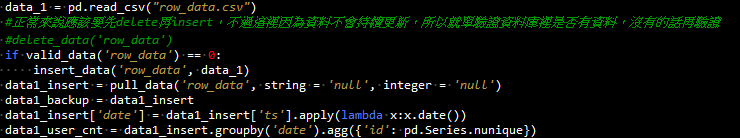 data_1 = pd.read_csv("row_data.csv")
#正常來說應該要先delete再insert，不過這裡因為資料不會持續更新，所以就單驗證資料庫裡是否有資料，沒有的話再驗證
#delete_data('row_data')
if valid_data('row_data') == 0:
    insert_data('row_data', data_1)
data1_insert = pull_data('row_data', string = 'null', integer = 'null')
data1_backup = data1_insert
data1_insert['date'] = data1_insert['ts'].apply(lambda x:x.date())
data1_user_cnt = data1_insert.groupby('date').agg({'id': pd.Series.nunique})